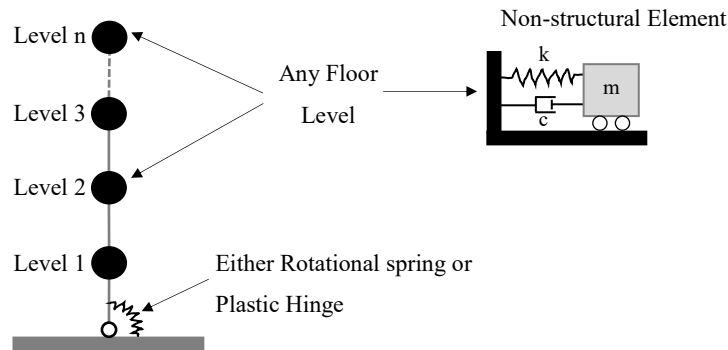 Non-structural Element
Level n
k
Any Floor
Level
m
Level 3
c
Level 2
Level 1
Either Rotational spring or
Plastic Hinge